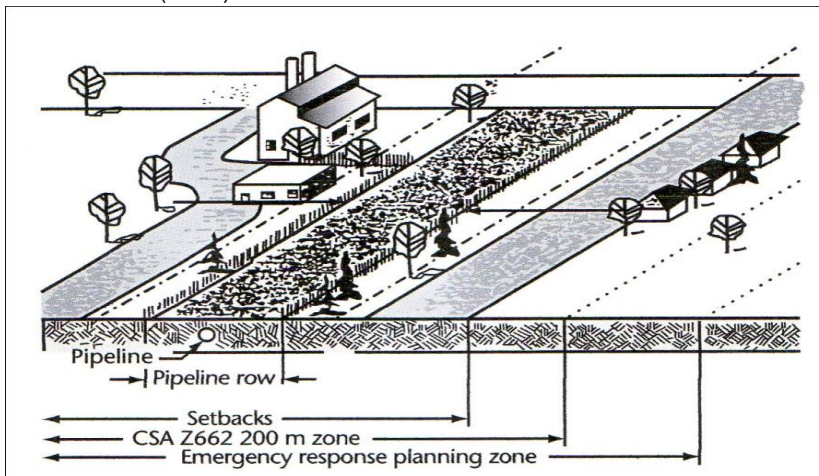 Pipeline
Pipeline row
Setbacks
CSA Z662 200 m zone
Emergency response planning zone